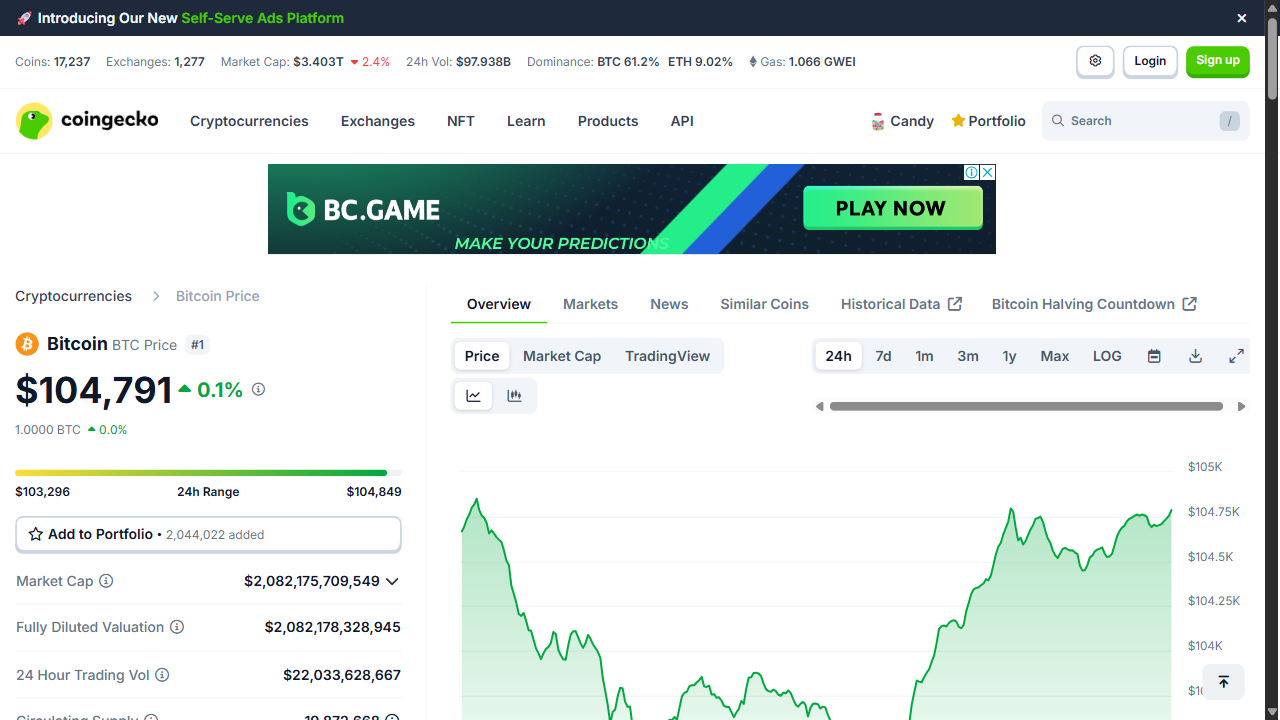 🚀 Introducing Our New Self-Serve Ads Platform
Coins: 17,237 Exchanges: 1,277 Market Cap: $3.403T 2.4% 24h Vol: $97.938B Dominance: BTC 61.2% ETH 9.02% Gas: 1.066 GWEI
Login
Sign up
coingecko
Cryptocurrencies Exchanges NFT Learn Products API
Candy Portfolio Search /
BC.GAME
MAKE YOUR PREDICTIONS
PLAY NOW
Cryptocurrencies > Bitcoin Price
Bitcoin BTC Price #1
$104,791 0.1%
1.0000 BTC 0.0%
$103,296 24h Range $104,849
Add to Portfolio • 2,044,022 added
Market Cap $2,082,175,709,549
Fully Diluted Valuation $2,082,178,328,945
24 Hour Trading Vol $22,033,628,667
Circulating Supply 19,872,668
Overview Markets News Similar Coins Historical Data Bitcoin Halving Countdown
Price Market Cap TradingView
24h 7d 1m 3m 1y Max LOG
$105K
$104.75K
$104.5K
$104.25K
$104K